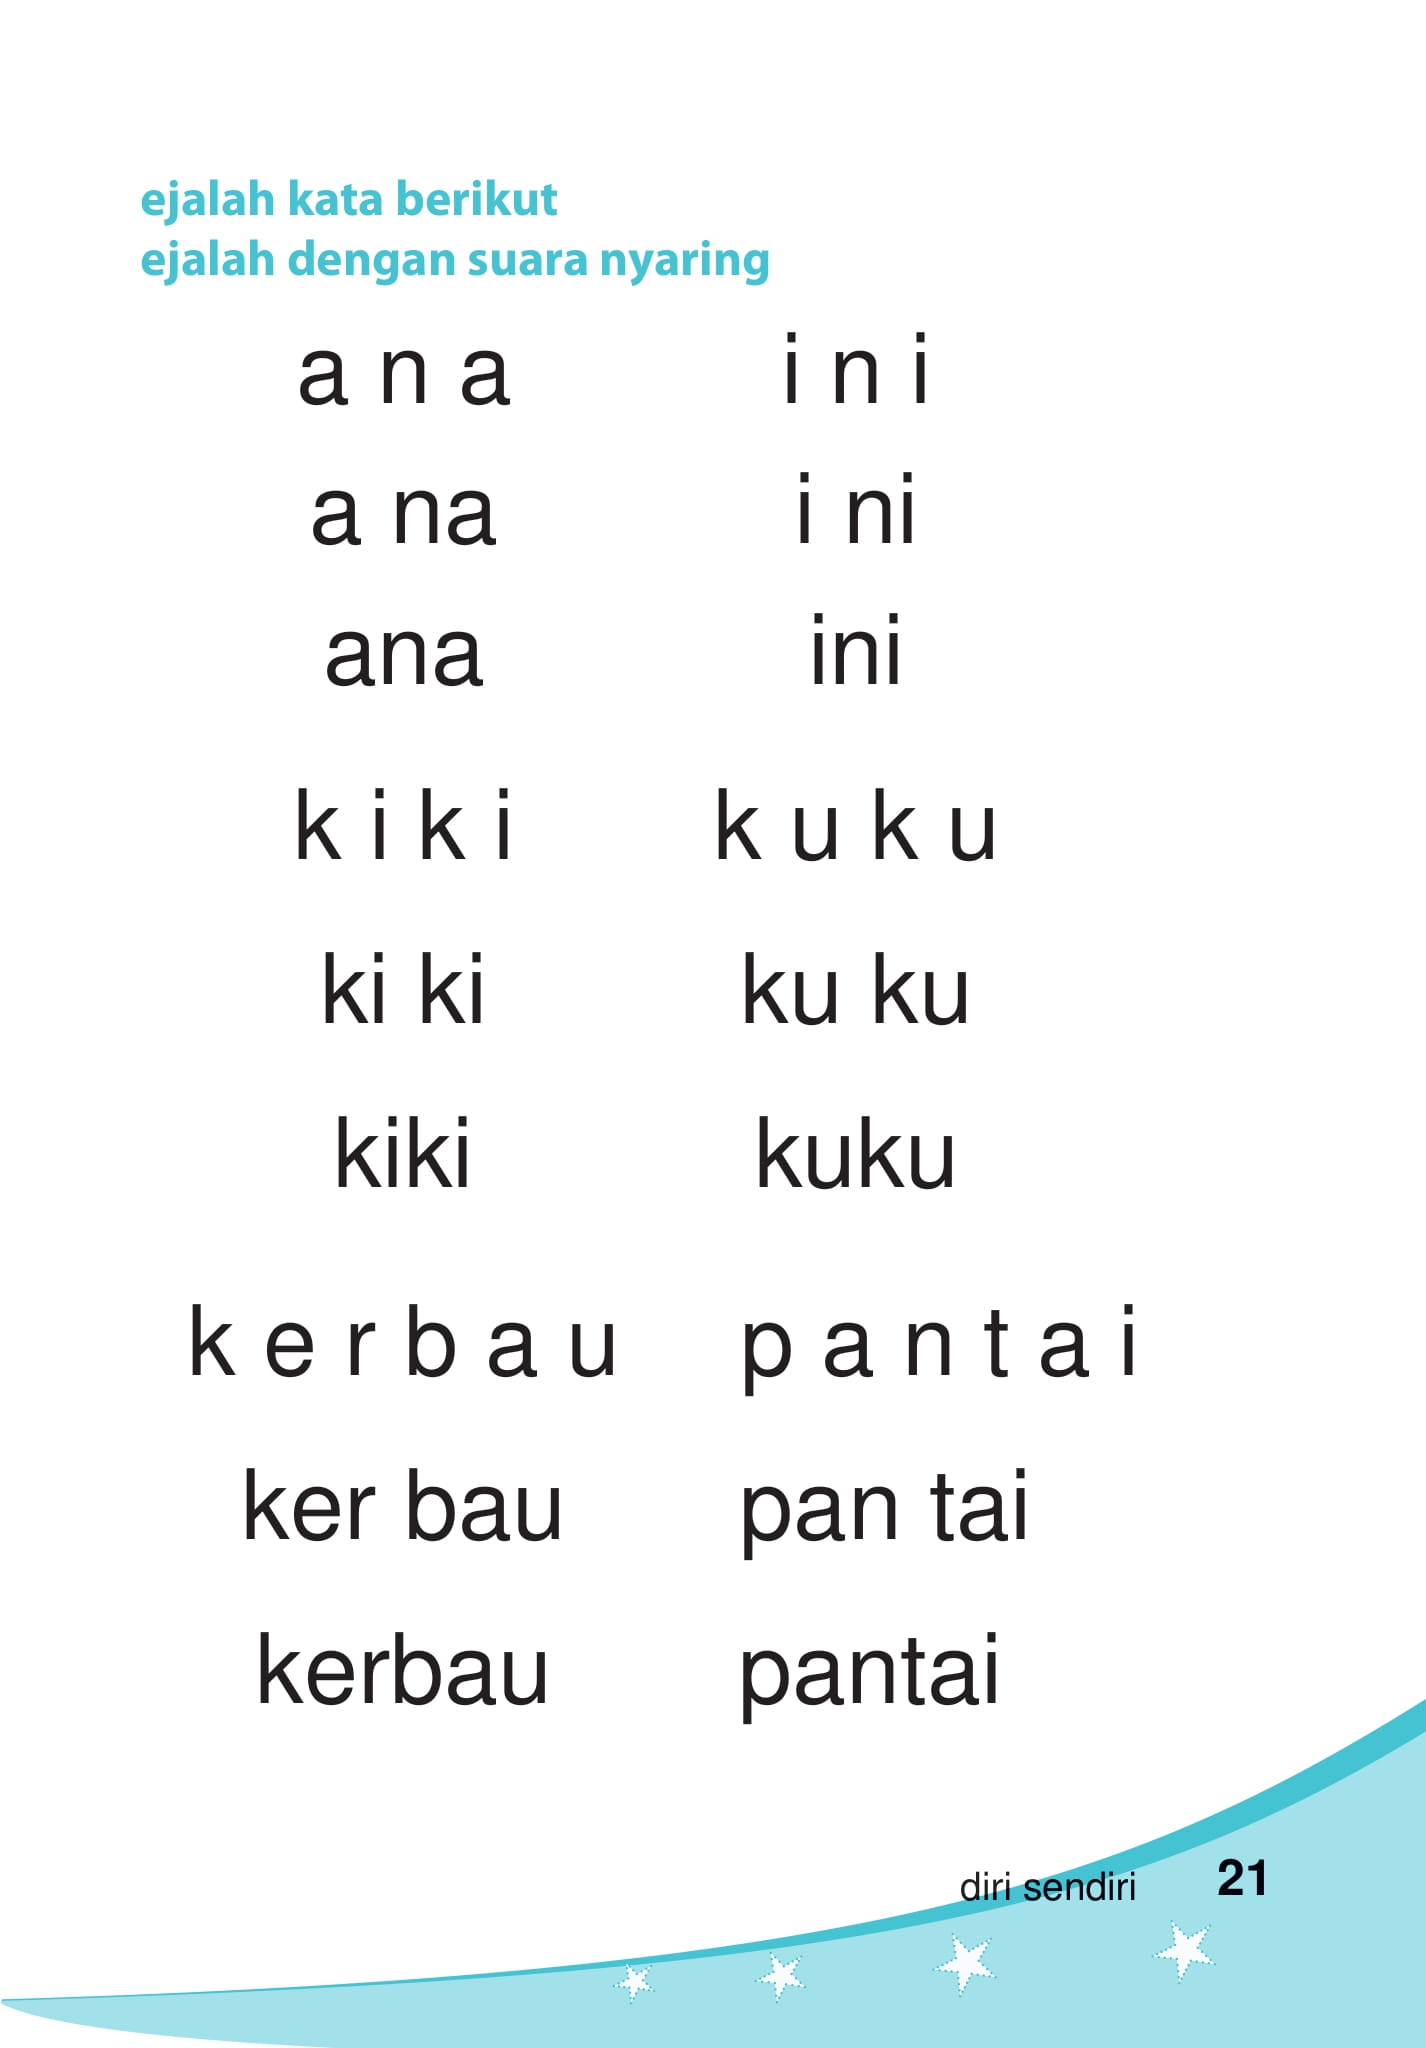 ejalah kata berikut
ejalah dengan suara nyaring
a n a i n i
a na i ni
ana ini
k i k i k u k u
ki ki ku ku
kiki kuku
k e r b a u p a n t a i
ker bau pan tai
kerbau pantai
diri sendiri 21